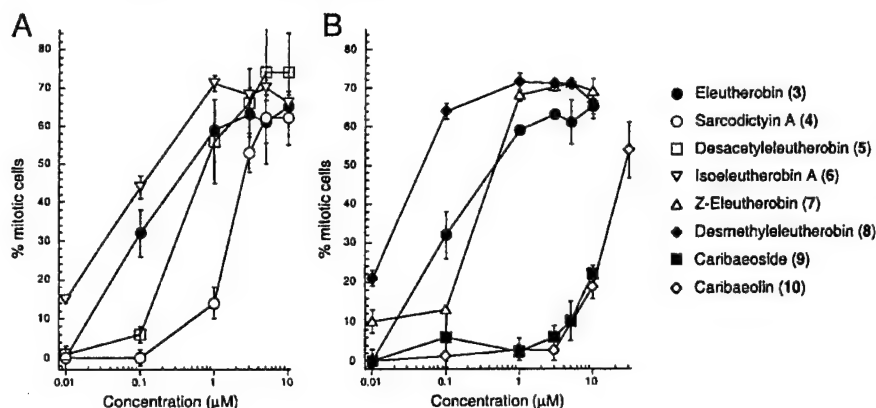 A
% mitotic cells
80
70
60
50
40
30
20
10
0
0.01
0.1
1
10
Concentration (µM)
B
% mitotic cells
80
70
60
50
40
30
20
10
0
0.01
0.1
1
10
Concentration (µM)
Eleutherobin (3)
Sarcodictyin A (4)
Desacetyleleutherobin (5)
Isoeleutherobin A (6)
Z-Eleutherobin (7)
Desmethyleleutherobin (8)
Caribaeoside (9)
Caribaeolin (10)